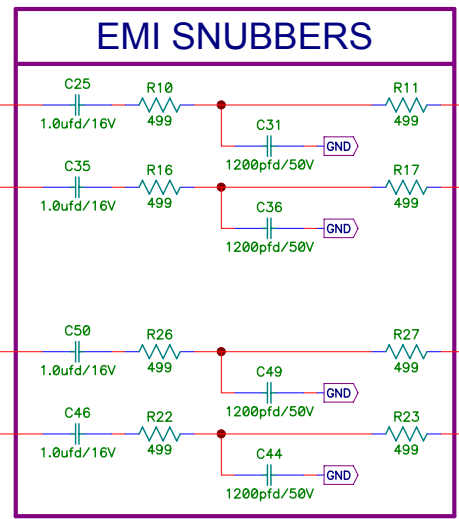 EMI SNUBBERS
C25 R10 R11
1.0ufd/16V 499 499
C31
GND
1200pfd/50V
C35 R16 R17
1.0ufd/16V 499 499
C36
GND
1200pfd/50V
C50 R26 R27
1.0ufd/16V 499 499
C49
GND
1200pfd/50V
C46 R22 R23
1.0ufd/16V 499 499
C44
GND
1200pfd/50V